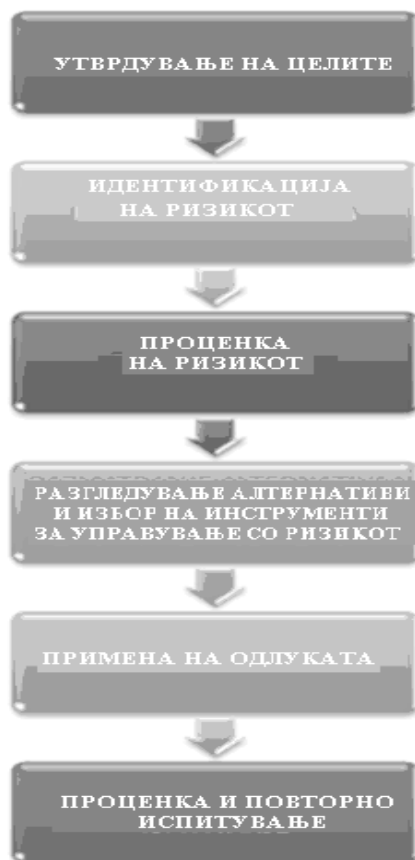 УТВРДУВАЊЕ НА ЦЕЛИТЕ
ИДЕНТИФИКАЦИЈА
НА РИЗИКОТ
ПРОЦЕНКА
НА РИЗИКОТ
РАЗГЛЕДУВАЊЕ АЛТЕРНАТИВИ
И ИЗБОР НА ИНСТРУМЕНТИ
ЗА УПРАВУВАЊЕ СО РИЗИКОТ
ПРИМЕНА НА ОДЛУКАТА
ПРОЦЕНКА И ПОВТОРНО
ИСПИТУВАЊЕ